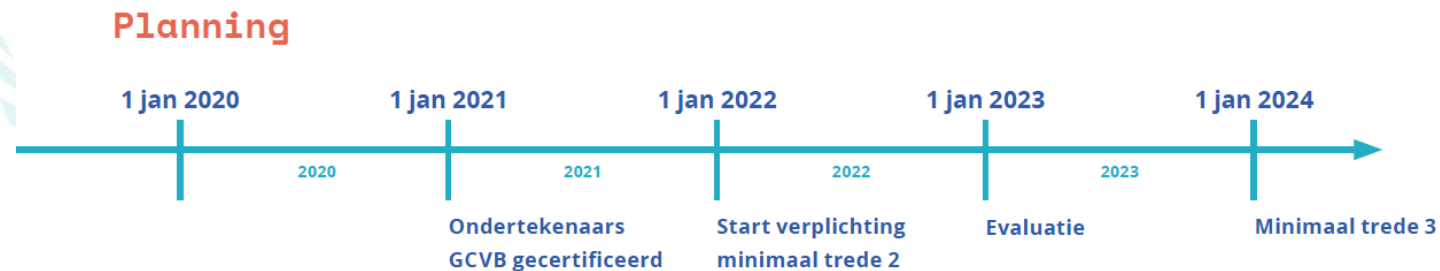 Planning
1 jan 2020 1 jan 2021 1 jan 2022 1 jan 2023 1 jan 2024
2020 2021 2022 2023
Ondertekenaars
GCVB gecertificeerd
Start verplichting
minimaal trede 2
Evaluatie
Minimaal trede 3